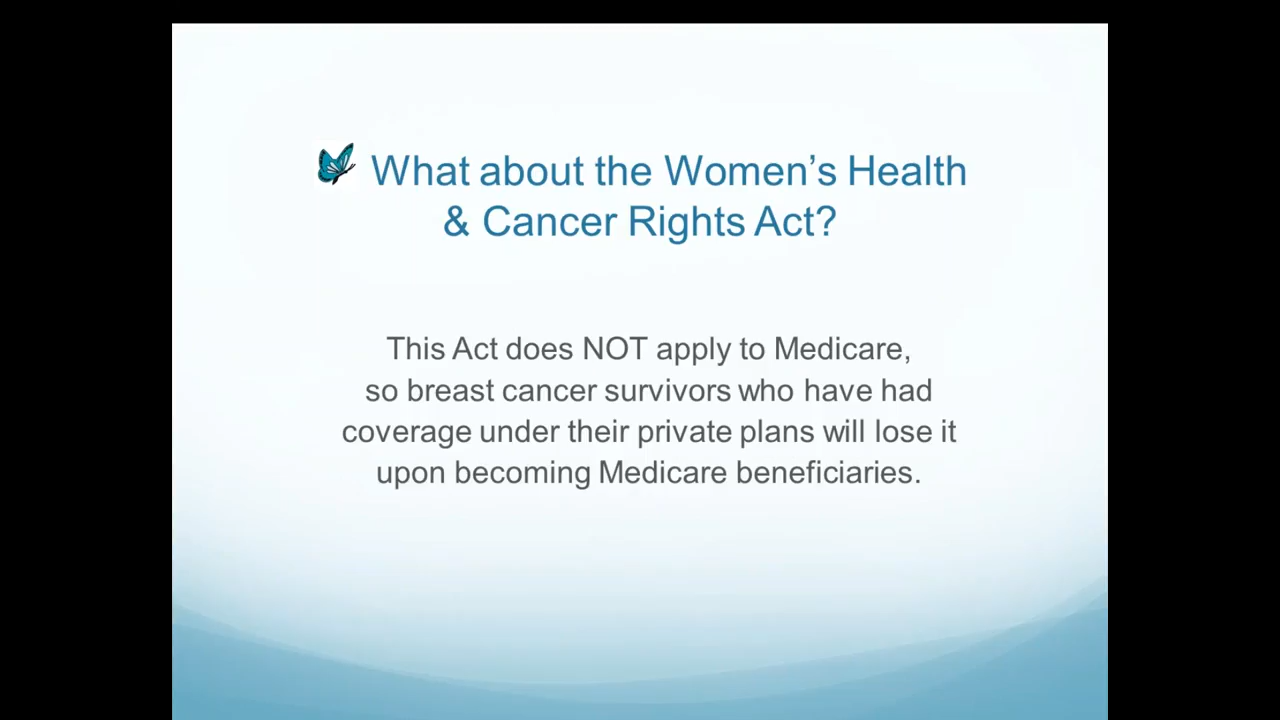 What about the Women’s Health
& Cancer Rights Act?
This Act does NOT apply to Medicare,
so breast cancer survivors who have had
coverage under their private plans will lose it
upon becoming Medicare beneficiaries.